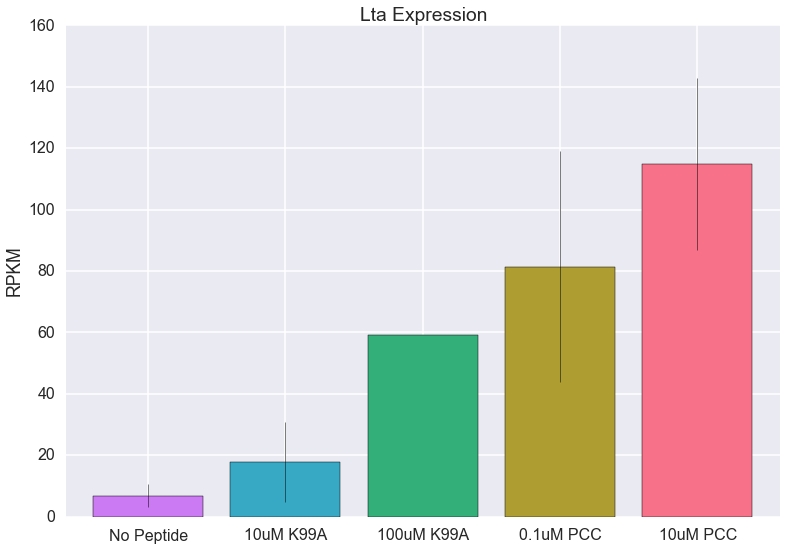 Lta Expression
160
140
120
100
80
60
40
20
0
RPKM
No Peptide
10uM K99A
100uM K99A
0.1uM PCC
10uM PCC